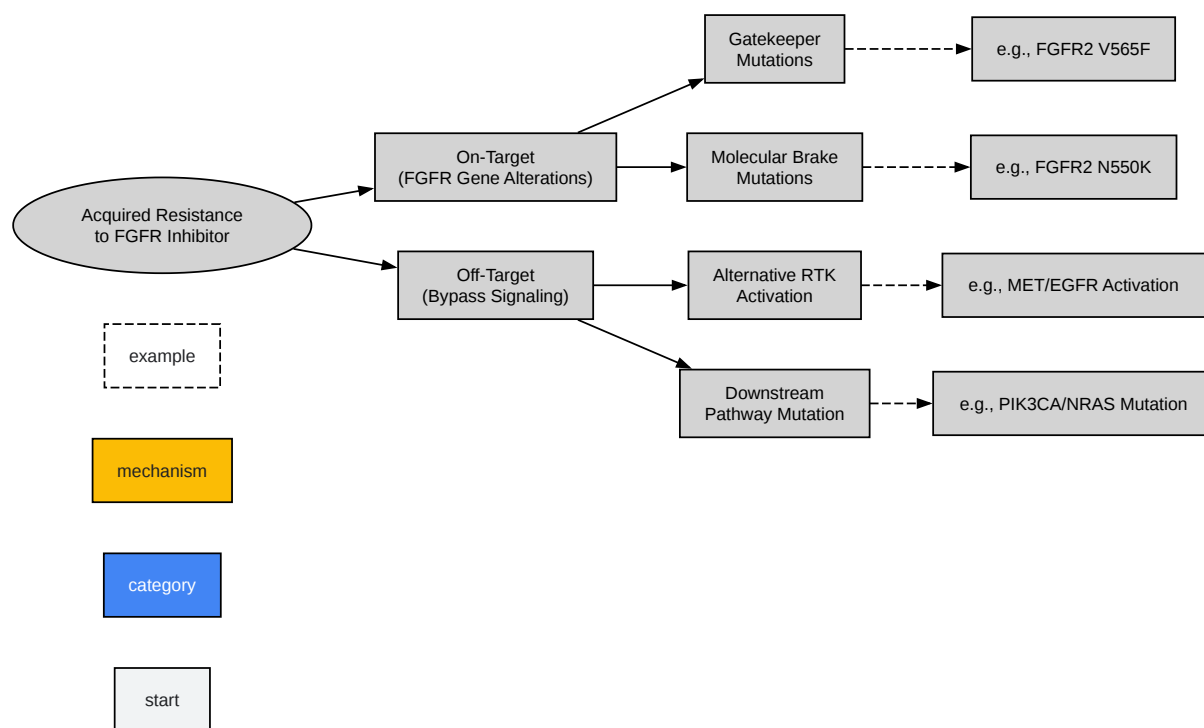 Gatekeeper
Mutations
e.g., FGFR2 V565F
On-Target
(FGFR Gene Alterations)
Molecular Brake
Mutations
e.g., FGFR2 N550K
Acquired Resistance
to FGFR Inhibitor
Off-Target
(Bypass Signaling)
Alternative RTK
Activation
e.g., MET/EGFR Activation
Downstream
Pathway Mutation
e.g., PIK3CA/NRAS Mutation
example
mechanism
category
start